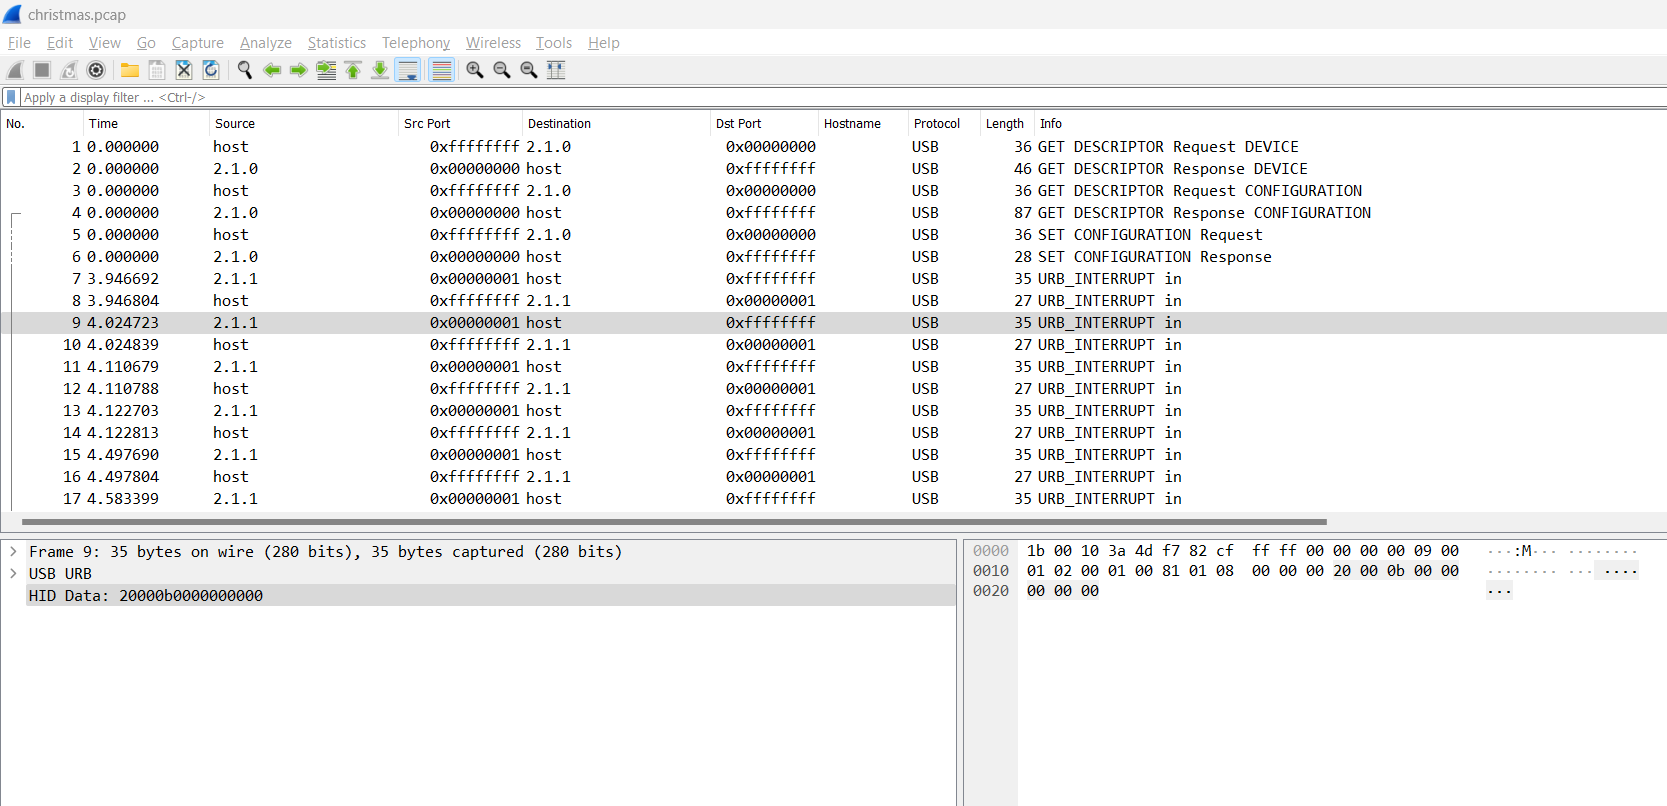 christmas.pcap
File Edit View Go Capture Analyze Statistics Telephony Wireless Tools Help
Apply a display filter ... <Ctrl-/>
No. Time Source Src Port Destination Dst Port Hostname Protocol Length Info
1 0.000000 host 0xffffffff 2.1.0 0x00000000 USB 36 GET DESCRIPTOR Request DEVICE
2 0.000000 2.1.0 0x00000000 host 0xffffffff USB 46 GET DESCRIPTOR Response DEVICE
3 0.000000 host 0xffffffff 2.1.0 0x00000000 USB 36 GET DESCRIPTOR Request CONFIGURATION
4 0.000000 2.1.0 0x00000000 host 0xffffffff USB 87 GET DESCRIPTOR Response CONFIGURATION
5 0.000000 host 0xffffffff 2.1.0 0x00000000 USB 36 SET CONFIGURATION Request
6 0.000000 2.1.0 0x00000000 host 0xffffffff USB 28 SET CONFIGURATION Response
7 3.946692 2.1.1 0x00000001 host 0xffffffff USB 35 URB_INTERRUPT in
8 3.946804 host 0xffffffff 2.1.1 0x00000001 USB 27 URB_INTERRUPT in
9 4.024723 2.1.1 0x00000001 host 0xffffffff USB 35 URB_INTERRUPT in
10 4.024839 host 0xffffffff 2.1.1 0x00000001 USB 27 URB_INTERRUPT in
11 4.110679 2.1.1 0x00000001 host 0xffffffff USB 35 URB_INTERRUPT in
12 4.110788 host 0xffffffff 2.1.1 0x00000001 USB 27 URB_INTERRUPT in
13 4.122703 2.1.1 0x00000001 host 0xffffffff USB 35 URB_INTERRUPT in
14 4.122813 host 0xffffffff 2.1.1 0x00000001 USB 27 URB_INTERRUPT in
15 4.497690 2.1.1 0x00000001 host 0xffffffff USB 35 URB_INTERRUPT in
16 4.497804 host 0xffffffff 2.1.1 0x00000001 USB 27 URB_INTERRUPT in
17 4.583399 2.1.1 0x00000001 host 0xffffffff USB 35 URB_INTERRUPT in
Frame 9: 35 bytes on wire (280 bits), 35 bytes captured (280 bits)
USB URB
HID Data: 20000b0000000000
0000 1b 00 10 3a 4d f7 82 cf ff ff 00 00 00 00 09 00 ···:M··· ········
0010 01 02 00 01 00 81 01 08 00 00 00 20 00 0b 00 00 ········ ··· ····
0020 00 00 00 ···